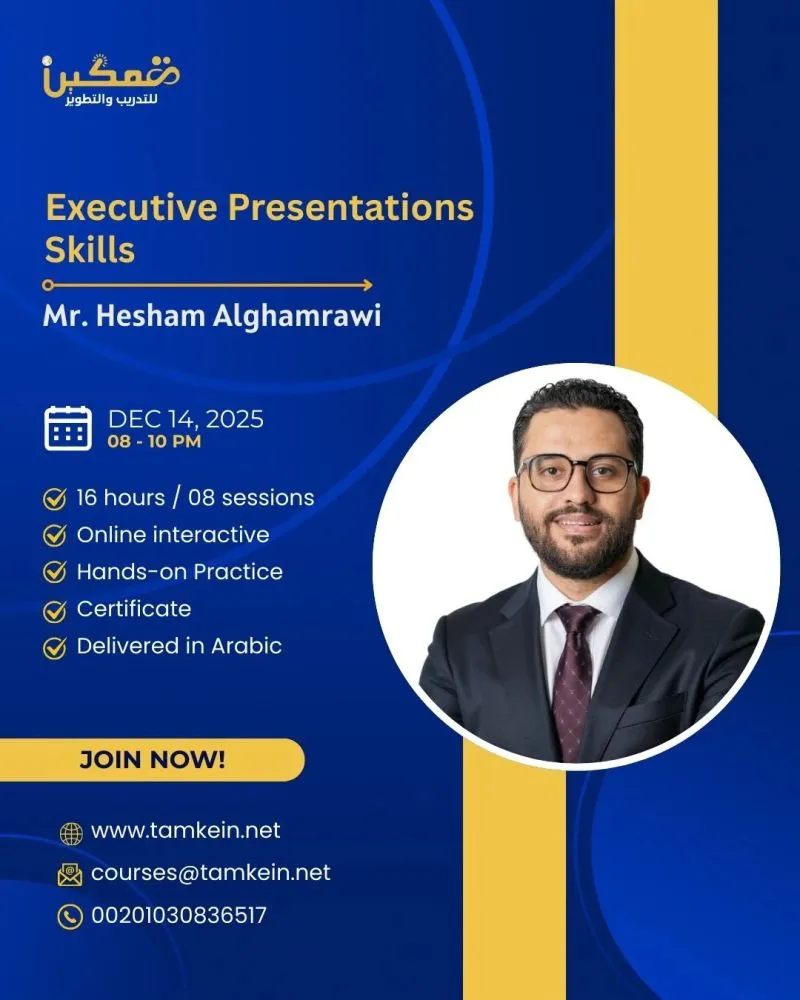 تمكين
للتدريب والتطوير
Executive Presentations
Skills
Mr. Hesham Alghamrawi
DEC 14, 2025
08 - 10 PM
16 hours / 08 sessions
Online interactive
Hands-on Practice
Certificate
Delivered in Arabic
JOIN NOW!
www.tamkein.net
courses@tamkein.net
00201030836517